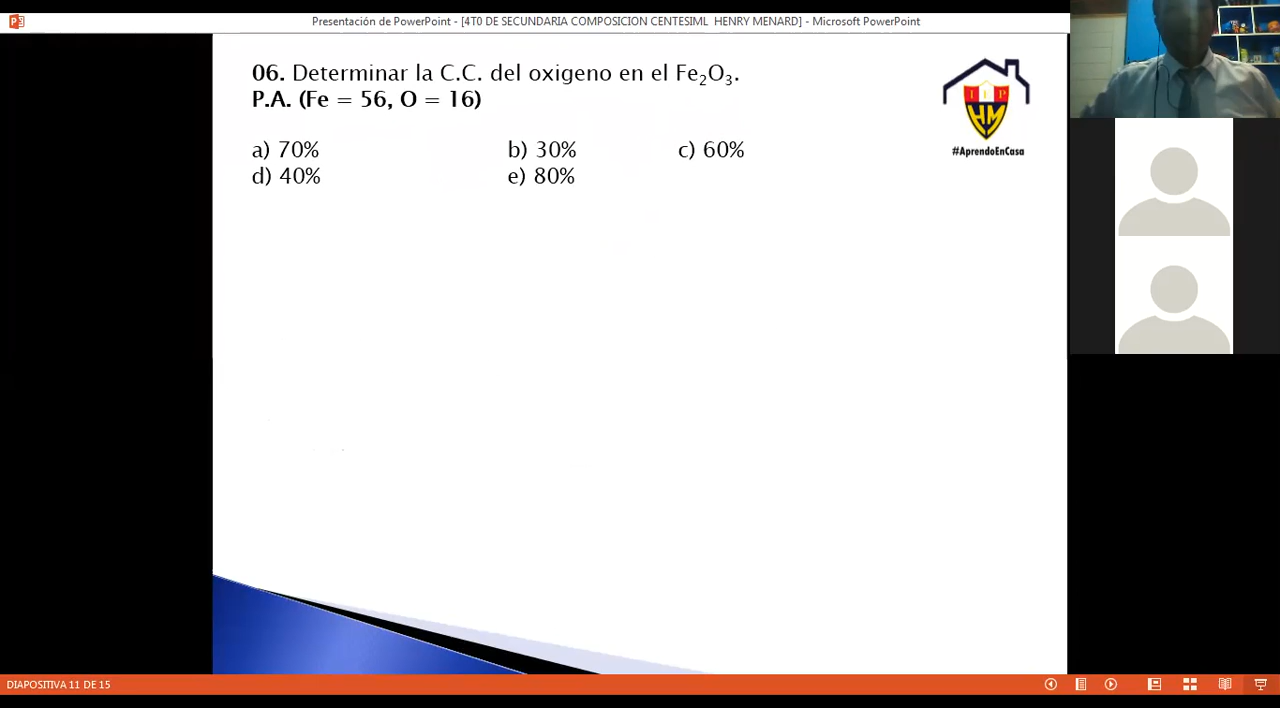 Presentación de PowerPoint - [4T0 DE SECUNDARIA COMPOSICION CENTESIML HENRY MENARD] - Microsoft PowerPoint
06. Determinar la C.C. del oxigeno en el Fe₂O₃.
P.A. (Fe = 56, O = 16)
a) 70% b) 30% c) 60%
d) 40% e) 80%
I E P
HM
#AprendoEnCasa
DIAPOSITIVA 11 DE 15